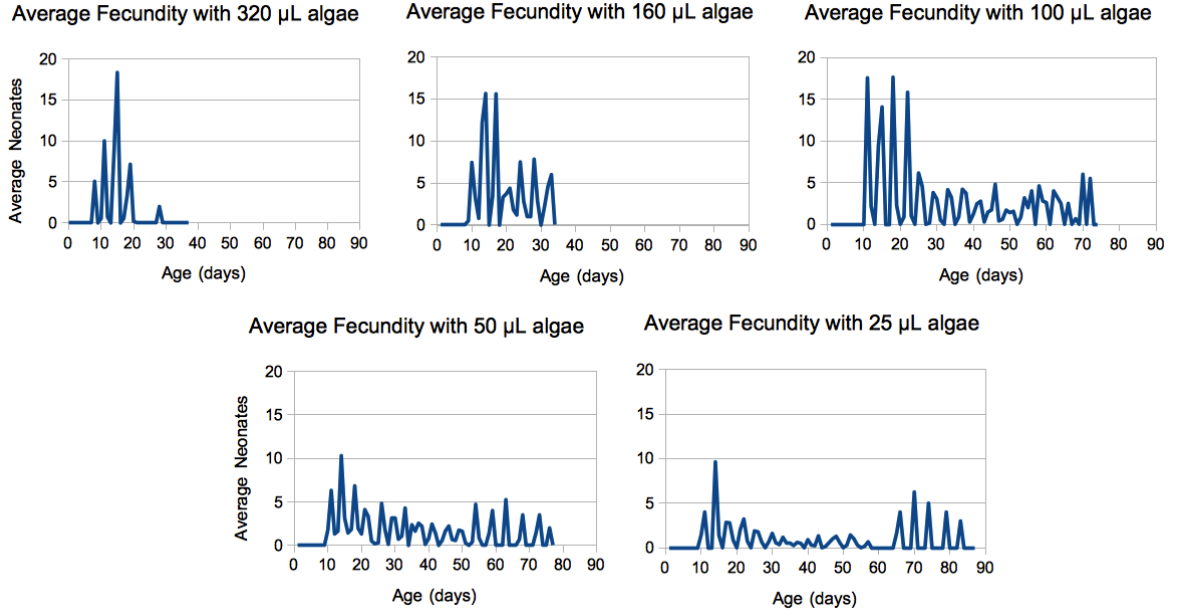 Average Fecundity with 320 µL algae
Average Fecundity with 160 µL algae
Average Fecundity with 100 µL algae
20
15
10
5
0
Average Neonates
0 10 20 30 40 50 60 70 80 90
Age (days)
20
15
10
5
0
0 10 20 30 40 50 60 70 80 90
Age (days)
20
15
10
5
0
0 10 20 30 40 50 60 70 80 90
Age (days)
Average Fecundity with 50 µL algae
Average Fecundity with 25 µL algae
20
15
10
5
0
Average Neonates
0 10 20 30 40 50 60 70 80 90
Age (days)
20
15
10
5
0
0 10 20 30 40 50 60 70 80 90
Age (days)